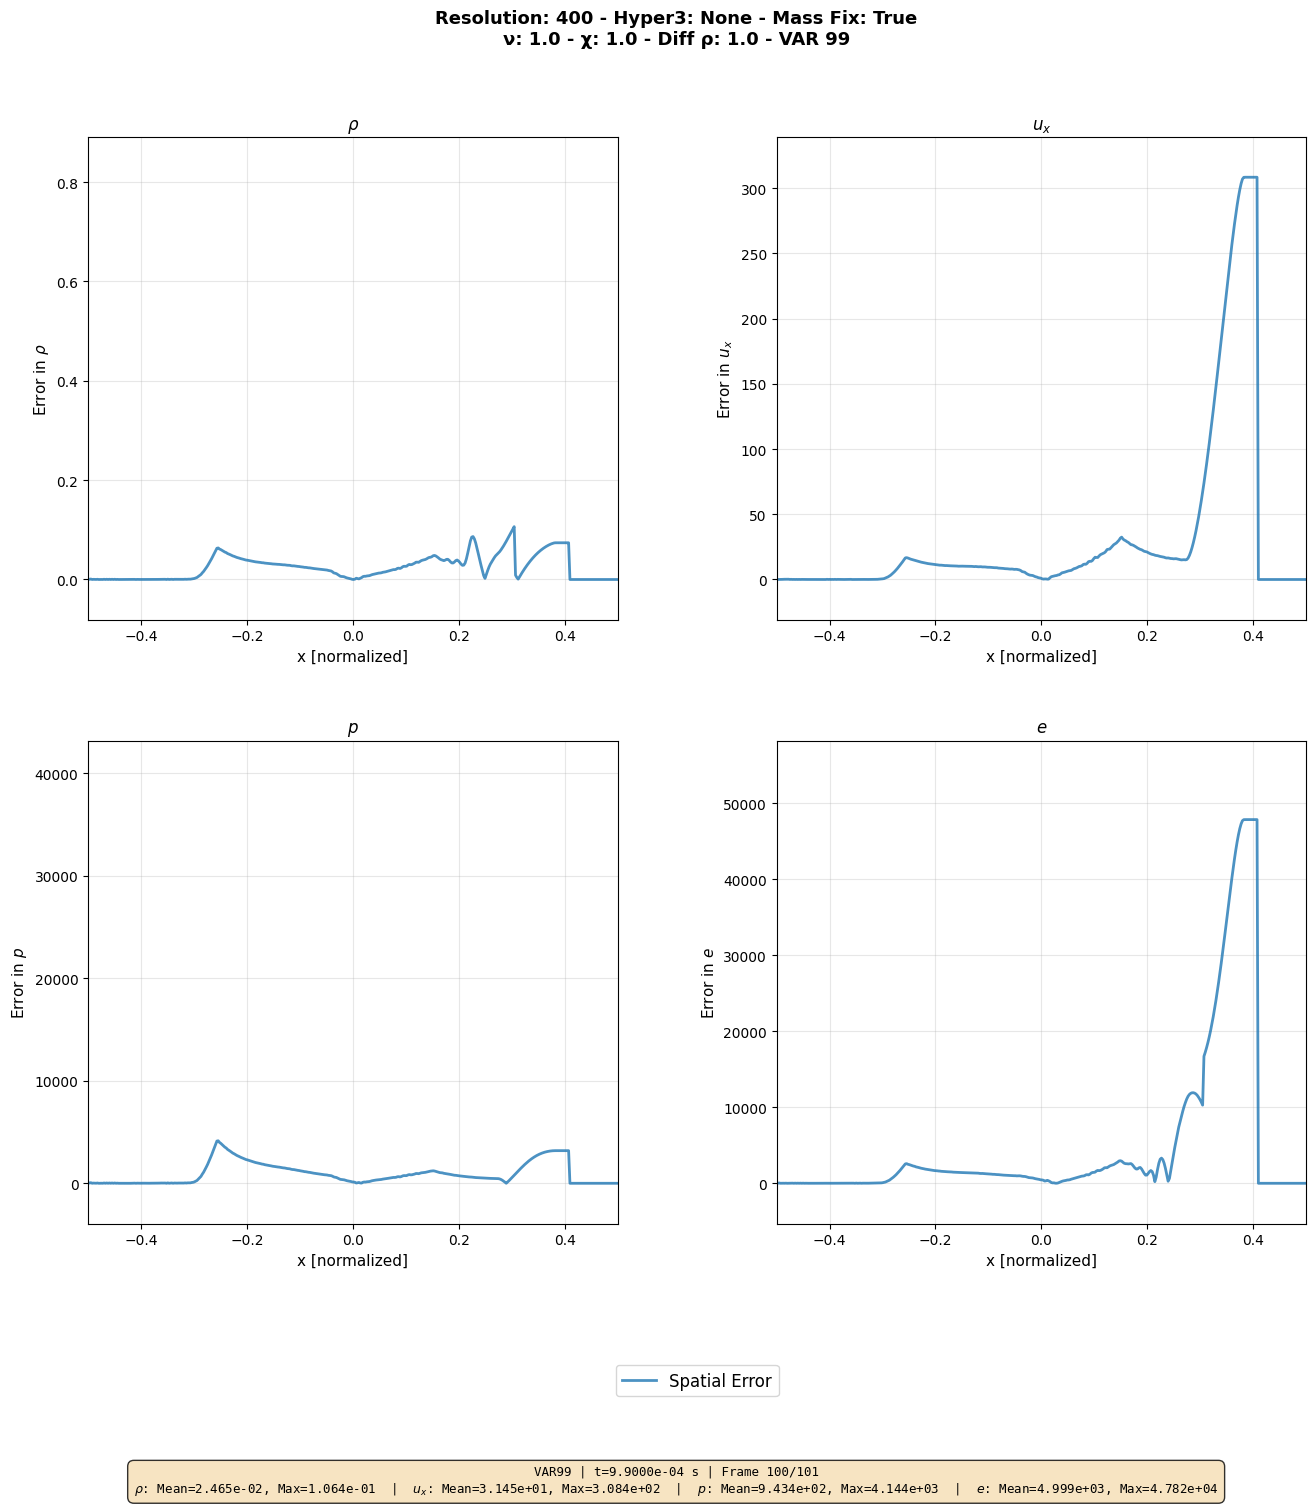 Resolution: 400 - Hyper3: None - Mass Fix: True
ν: 1.0 - χ: 1.0 - Diff ρ: 1.0 - VAR 99
ρ
0.8
0.6
0.4
0.2
0.0
Error in ρ
−0.4 −0.2 0.0 0.2 0.4
x [normalized]
uₓ
300
250
200
150
100
50
0
Error in uₓ
−0.4 −0.2 0.0 0.2 0.4
x [normalized]
p
40000
30000
20000
10000
0
Error in p
−0.4 −0.2 0.0 0.2 0.4
x [normalized]
e
50000
40000
30000
20000
10000
0
Error in e
−0.4 −0.2 0.0 0.2 0.4
x [normalized]
Spatial Error
VAR99 | t=9.9000e-04 s | Frame 100/101
ρ: Mean=2.465e-02, Max=1.064e-01 | uₓ: Mean=3.145e+01, Max=3.084e+02 | p: Mean=9.434e+02, Max=4.144e+03 | e: Mean=4.999e+03, Max=4.782e+04